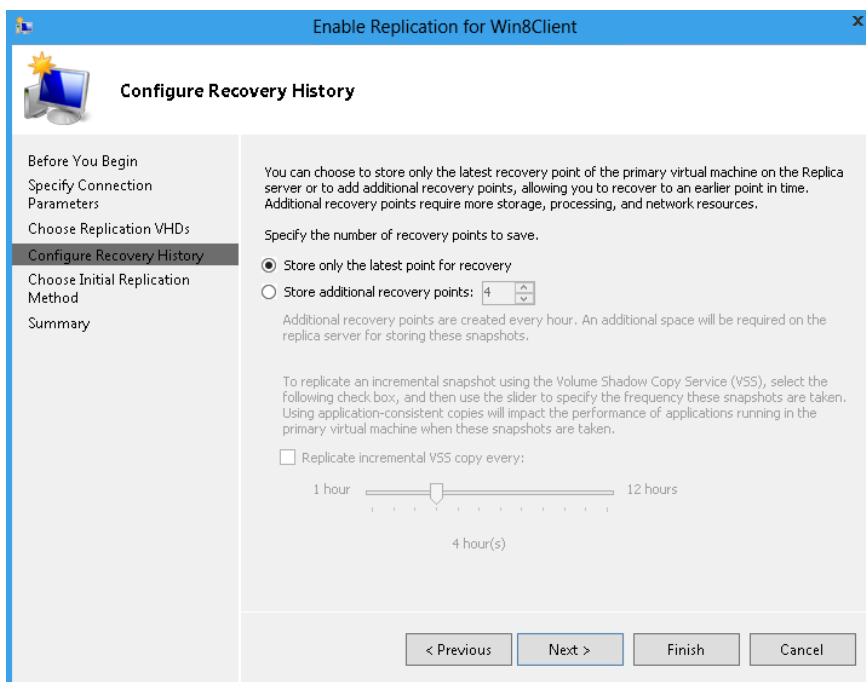 Enable Replication for Win8Client
x
Configure Recovery History
Before You Begin
Specify Connection
Parameters
Choose Replication VHDs
Configure Recovery History
Choose Initial Replication
Method
Summary
You can choose to store only the latest recovery point of the primary virtual machine on the Replica
server or to add additional recovery points, allowing you to recover to an earlier point in time.
Additional recovery points require more storage, processing, and network resources.
Specify the number of recovery points to save.
Store only the latest point for recovery
Store additional recovery points: 4
Additional recovery points are created every hour. An additional space will be required on the
replica server for storing these snapshots.
To replicate an incremental snapshot using the Volume Shadow Copy Service (VSS), select the
following check box, and then use the slider to specify the frequency these snapshots are taken.
Using application-consistent copies will impact the performance of applications running in the
primary virtual machine when these snapshots are taken.
Replicate incremental VSS copy every:
1 hour 12 hours
4 hour(s)
< Previous Next > Finish Cancel